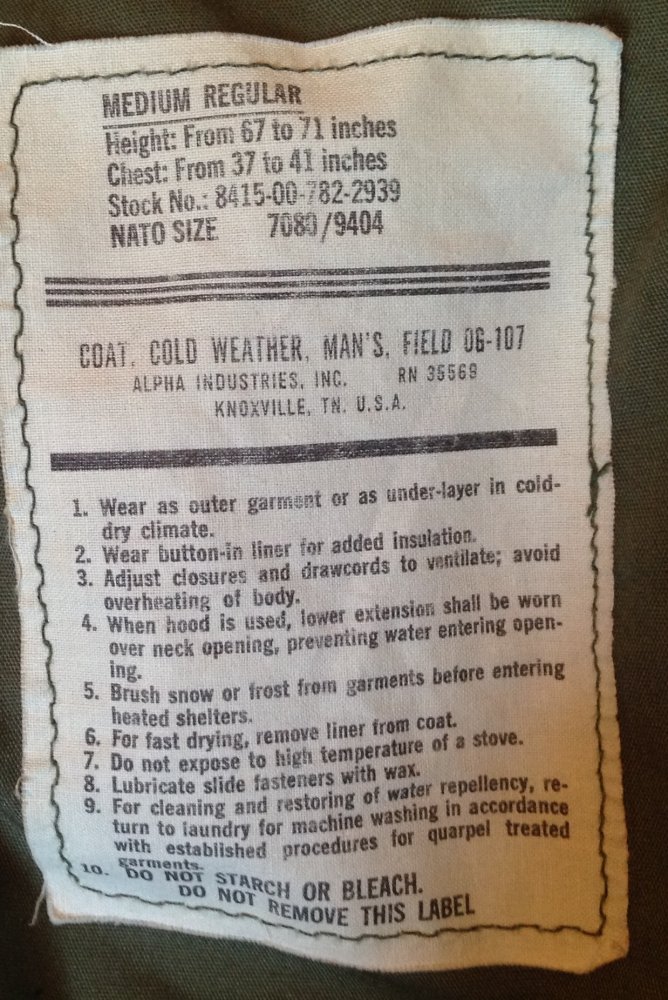 MEDIUM REGULAR
Height: From 67 to 71 inches
Chest: From 37 to 41 inches
Stock No.: 8415-00-782-2939
NATO SIZE 7080/9404
COAT, COLD WEATHER, MAN'S, FIELD OG-107
ALPHA INDUSTRIES, INC. RN 35569
KNOXVILLE, TN. U.S.A.
1. Wear as outer garment or as under-layer in cold-
dry climate.
2. Wear button-in liner for added insulation.
3. Adjust closures and drawcords to ventilate; avoid
overheating of body.
4. When hood is used, lower extension shall be worn
over neck opening, preventing water entering open-
ing.
5. Brush snow or frost from garments before entering
heated shelters.
6. For fast drying, remove liner from coat.
7. Do not expose to high temperature of a stove.
8. Lubricate slide fasteners with wax.
9. For cleaning and restoring of water repellency, re-
turn to laundry for machine washing in accordance
with established procedures for quarpel treated
garments.
10. DO NOT STARCH OR BLEACH.
DO NOT REMOVE THIS LABEL